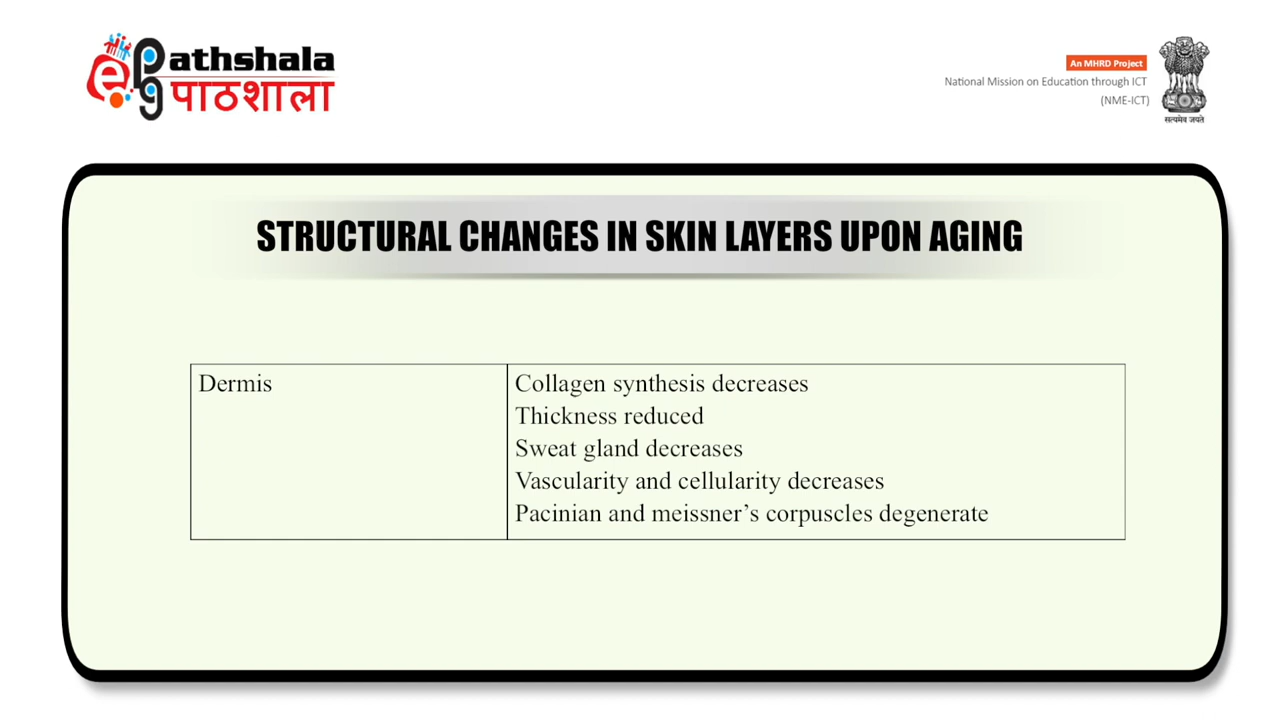 e pg athshala
पाठशाला
An MHRD Project
National Mission on Education through ICT
(NME-ICT)
सत्यमेव जयते
STRUCTURAL CHANGES IN SKIN LAYERS UPON AGING
Dermis
Collagen synthesis decreases
Thickness reduced
Sweat gland decreases
Vascularity and cellularity decreases
Pacinian and meissner’s corpuscles degenerate